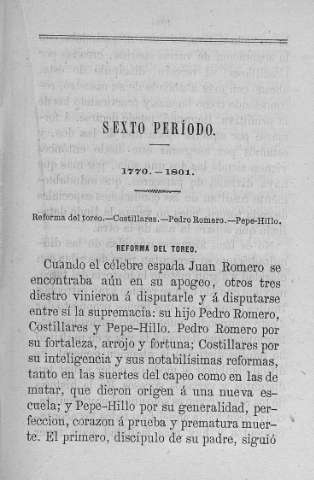 SEXTO PERÍODO.
1770.—1801.
Reforma del toreo.—Costillares.—Pedro Romero.—Pepe-Hillo.
REFORMA DEL TOREO.
Cuando el célebre espada Juan Romero se
encontraba aún en su apogeo, otros tres
diestro vinieron á disputarle y á disputarse
entre sí la supremacía: su hijo Pedro Romero,
Costillares y Pepe-Hillo. Pedro Romero por
su fortaleza, arrojo y fortuna; Costillares por
su inteligencia y sus notabilísimas reformas,
tanto en las suertes del capeo como en las de
matar, que dieron orígen á una nueva es-
cuela; y Pepe-Hillo por su generalidad, per-
feccion, corazon á prueba y prematura muer-
te. El primero, discípulo de su padre, siguió